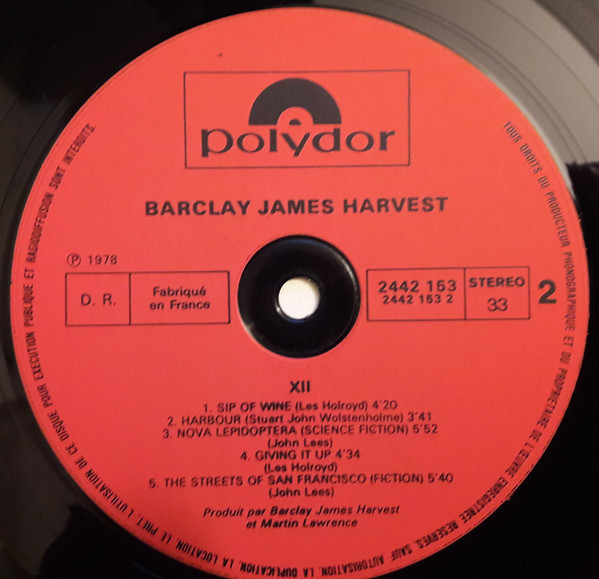 polydor
BARCLAY JAMES HARVEST
Ⓟ 1978
D. R.
Fabriqué
en France
2442 153
2442 153 2
STEREO
33
2
XII
1. SIP OF WINE (Les Holroyd) 4'20
2. HARBOUR (Stuart John Wolstenholme) 3'41
3. NOVA LEPIDOPTERA (SCIENCE FICTION) 5'52
(John Lees)
4. GIVING IT UP 4'34
(Les Holroyd)
5. THE STREETS OF SAN FRANCISCO (FICTION) 5'40
(John Lees)
Produit par Barclay James Harvest
et Martin Lawrence
TOUS DROITS DU PRODUCTEUR PHONOGRAPHIQUE ET DU PROPRIETAIRE DE L'ŒUVRE ENREGISTREE RESERVES. SAUF AUTORISATION, LA DUPLICATION, LA LOCATION, LE PRET, L'UTILISATION DE CE DISQUE POUR EXECUTION PUBLIQUE ET RADIODIFFUSION SONT INTERDITS.